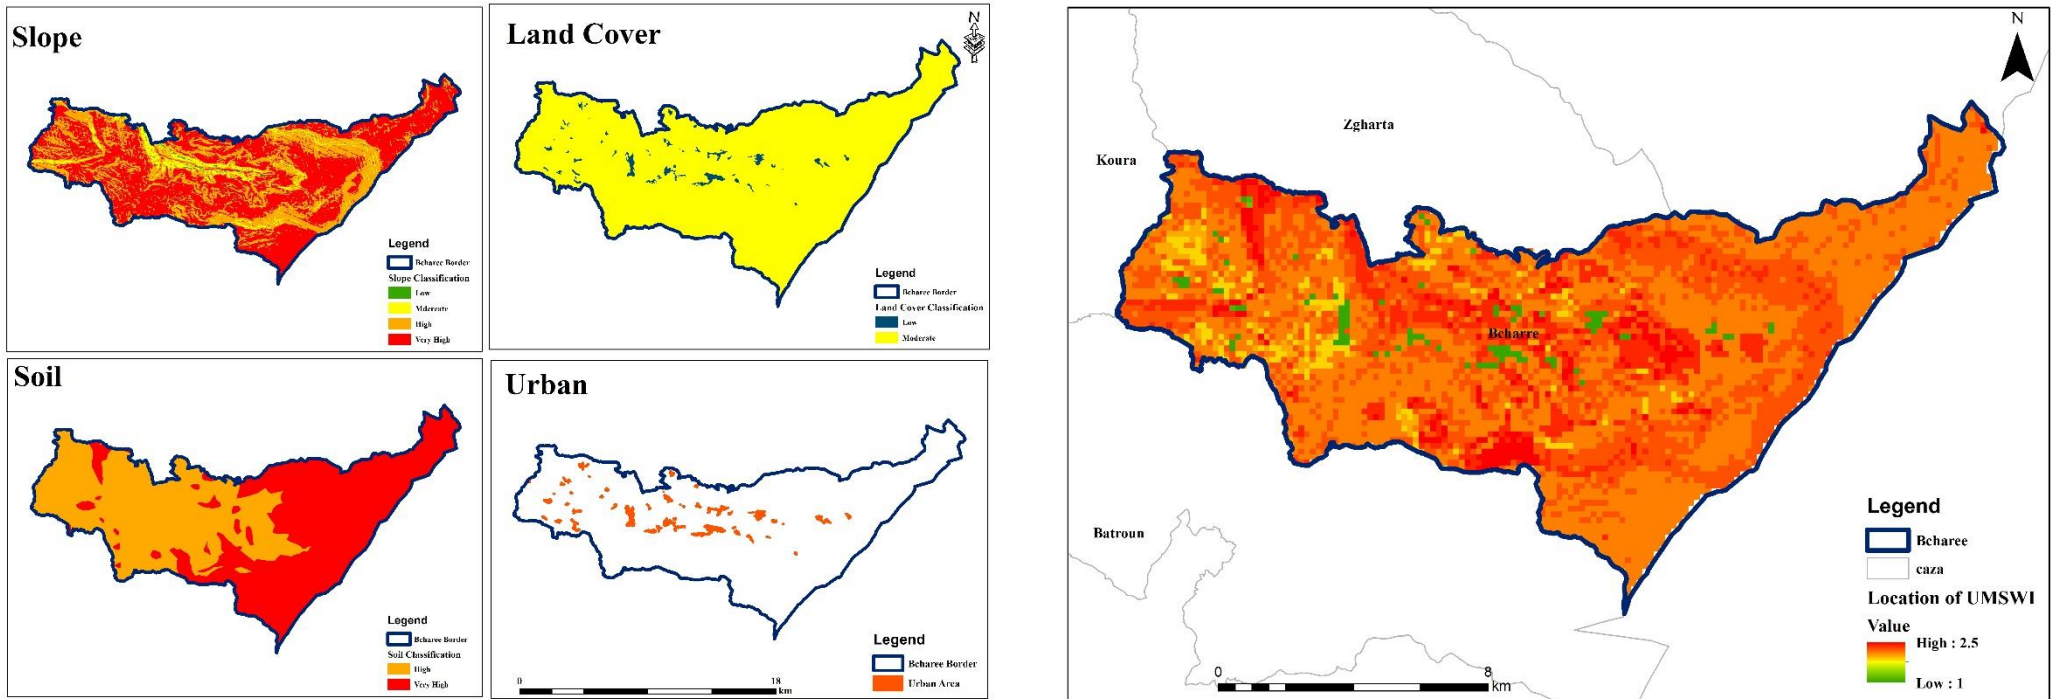 Slope
Legend
Bcharee Border
Slope Classification
Low
Mdereate
High
Very High
Land Cover
N
Legend
Bcharee Border
Land Cover Classification
Low
Moderate
Soil
Legend
Bcharee Border
Soil Classification
High
Very High
Urban
Legend
Bcharee Border
Urban Area
0 18
km
N
Zgharta
Koura
Bcharre
Batroun
Legend
Bcharee
caza
Location of UMSWI
Value
High : 2.5
Low : 1
0 8
km